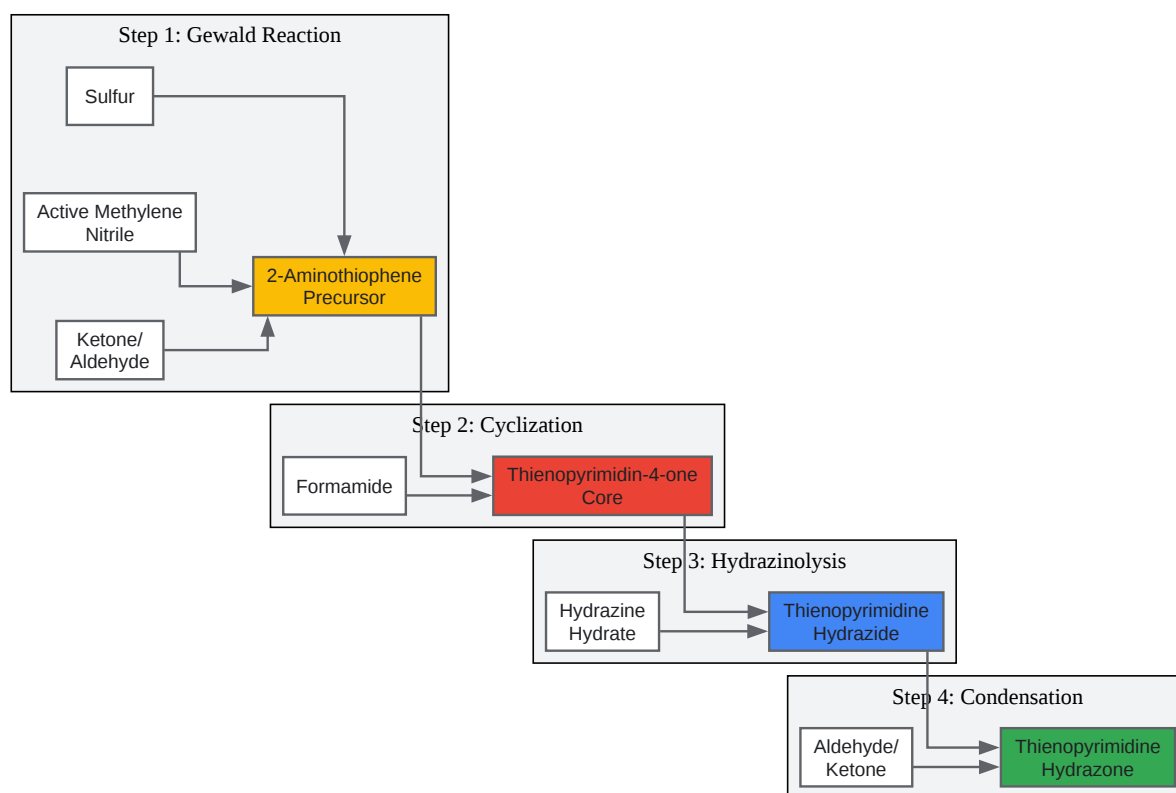 Step 1: Gewald Reaction
Sulfur
Active Methylene
Nitrile
2-Aminothiophene
Precursor
Ketone/
Aldehyde
Step 2: Cyclization
Formamide
Thienopyrimidin-4-one
Core
Step 3: Hydrazinolysis
Hydrazine
Hydrate
Thienopyrimidine
Hydrazide
Step 4: Condensation
Aldehyde/
Ketone
Thienopyrimidine
Hydrazone